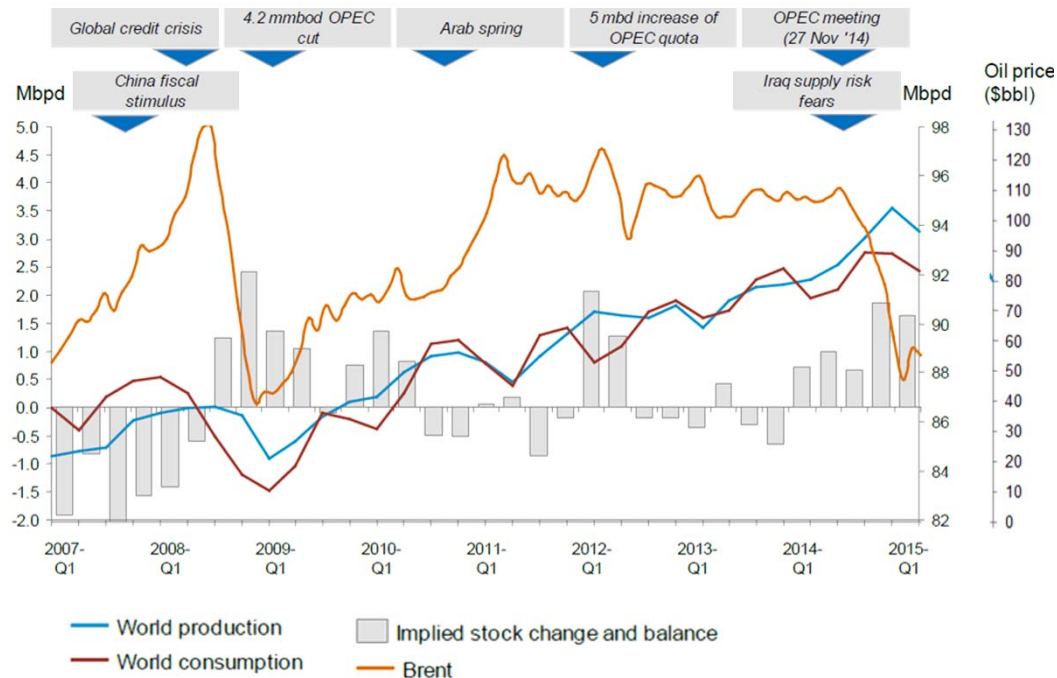 Global credit crisis
4.2 mmbod OPEC
cut
Arab spring
5 mbd increase of
OPEC quota
OPEC meeting
(27 Nov '14)
China fiscal
stimulus
Iraq supply risk
fears
Mbpd
Mbpd
Oil price
($bbl)
5.0
4.5
4.0
3.5
3.0
2.5
2.0
1.5
1.0
0.5
0.0
-0.5
-1.0
-1.5
-2.0
98
96
94
92
90
88
86
84
82
130
120
110
100
90
80
70
60
50
40
30
20
10
0
2007-
Q1
2008-
Q1
2009-
Q1
2010-
Q1
2011-
Q1
2012-
Q1
2013-
Q1
2014-
Q1
2015-
Q1
World production
World consumption
Implied stock change and balance
Brent